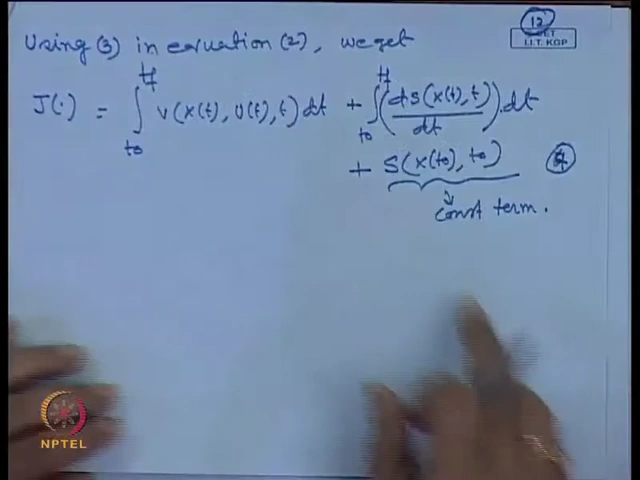 12
CET
I.I.T. KGP
Using (3) in equation (2), we get
J(.) = ∫_{t0}^{tf} V(x(t), U(t), t) dt + ∫_{t0}^{tf} (ds(x(t), t)/dt) dt
+ S(x(t0), t0) ④
const term.
NPTEL